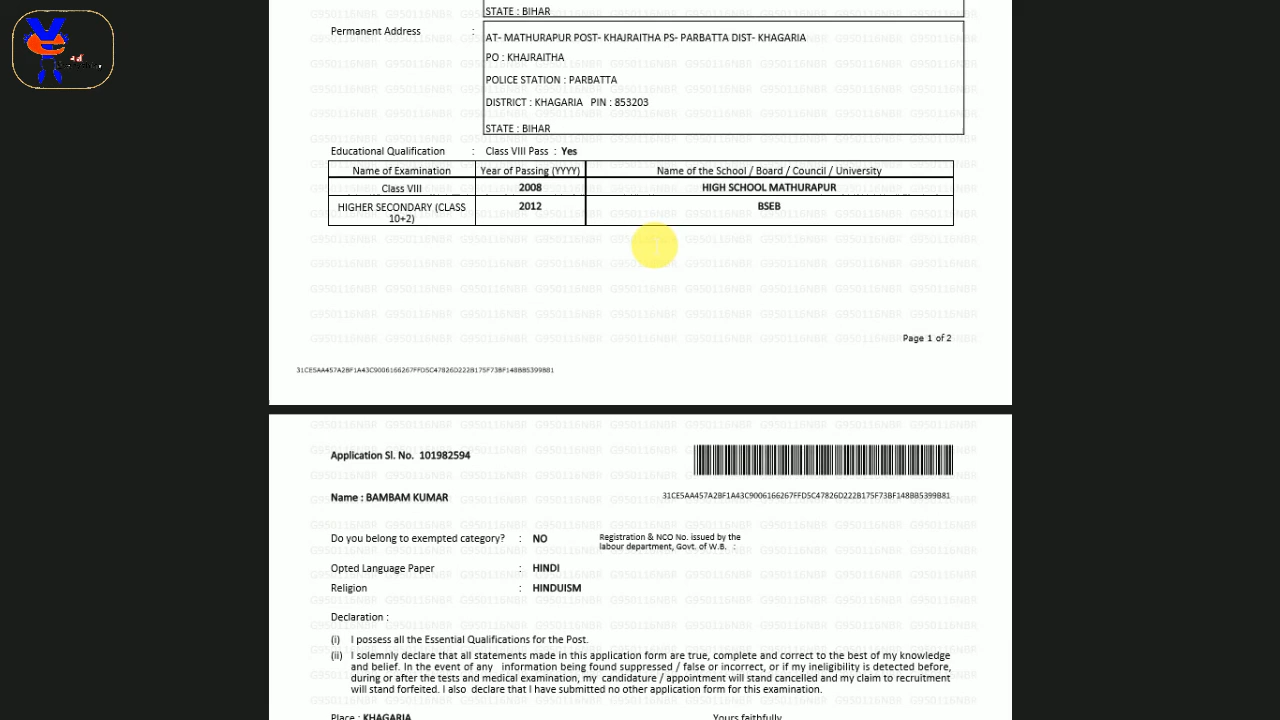 STATE : BIHAR
Permanent Address : AT- MATHURAPUR POST- KHAJRAITHA PS- PARBATTA DIST- KHAGARIA
PO : KHAJRAITHA
POLICE STATION : PARBATTA
DISTRICT : KHAGARIA PIN : 853203
STATE : BIHAR
Educational Qualification : Class VIII Pass : Yes
Name of Examination Year of Passing (YYYY) Name of the School / Board / Council / University
Class VIII 2008 HIGH SCHOOL MATHURAPUR
HIGHER SECONDARY (CLASS 10+2) 2012 BSEB
Page 1 of 2
31CE5AA457A2BF1A43C9006166267FFD5C47826D222B175F73BF148BB5399B81
Application Sl. No. 101982594
31CE5AA457A2BF1A43C9006166267FFD5C47826D222B175F73BF148BB5399B81
Name : BAMBAM KUMAR
Do you belong to exempted category? : NO Registration & NCO No. issued by the
labour department, Govt. of W.B. :
Opted Language Paper : HINDI
Religion : HINDUISM
Declaration :
(i) I possess all the Essential Qualifications for the Post.
(ii) I solemnly declare that all statements made in this application form are true, complete and correct to the best of my knowledge
and belief. In the event of any information being found suppressed / false or incorrect, or if my ineligibility is detected before,
during or after the tests and medical examination, my candidature / appointment will stand cancelled and my claim to recruitment
will stand forfeited. I also declare that I have submitted no other application form for this examination.
Place : KHAGARIA Yours faithfully